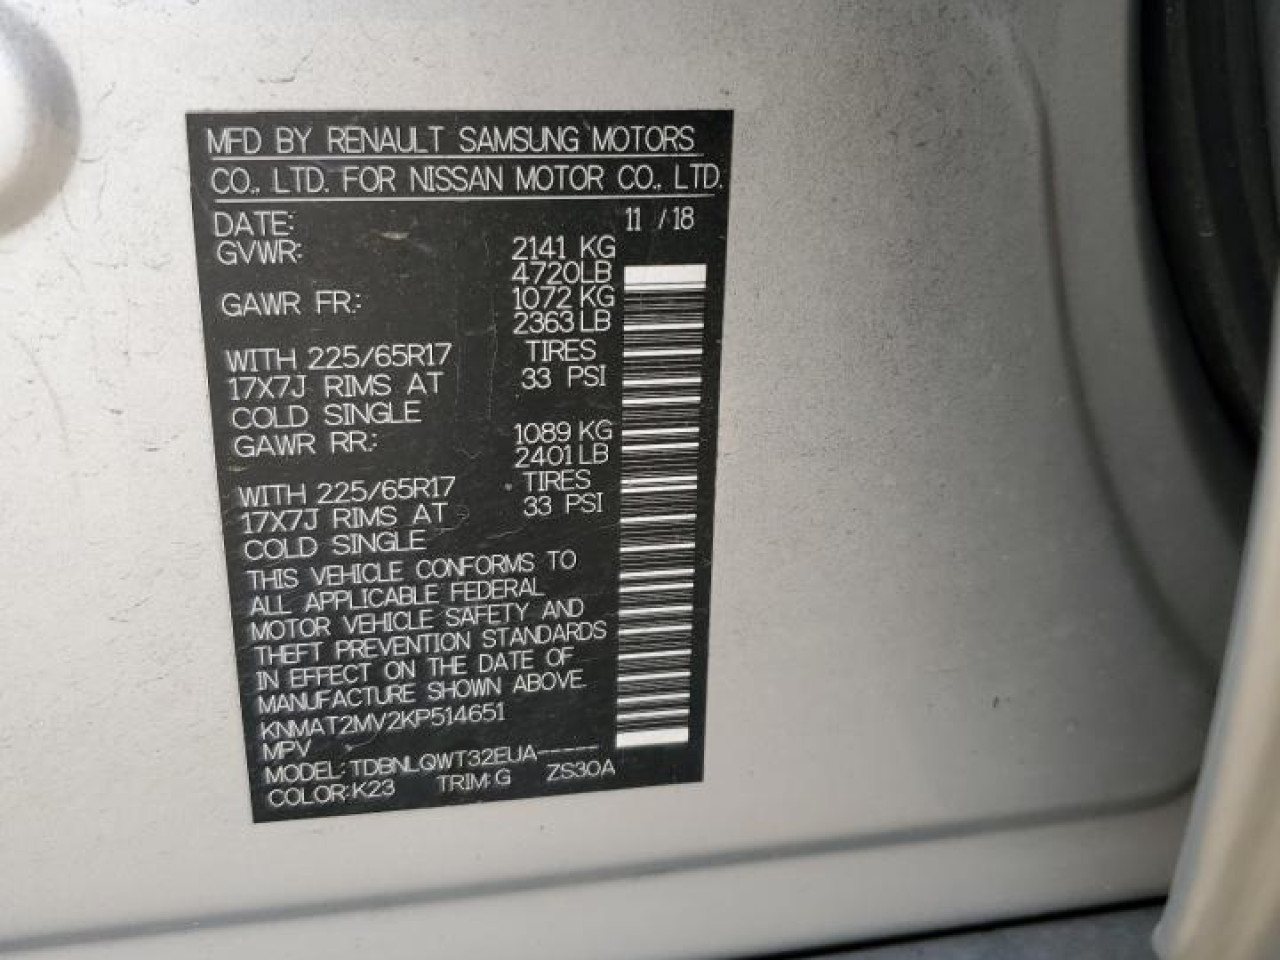 MFD BY RENAULT SAMSUNG MOTORS
CO., LTD. FOR NISSAN MOTOR CO., LTD.
DATE: 11 / 18
GVWR: 2141 KG
4720LB
GAWR FR.: 1072 KG
2363LB
WITH 225/65R17 TIRES
17X7J RIMS AT 33 PSI
COLD SINGLE
GAWR RR.: 1089 KG
2401LB
WITH 225/65R17 TIRES
17X7J RIMS AT 33 PSI
COLD SINGLE
THIS VEHICLE CONFORMS TO
ALL APPLICABLE FEDERAL
MOTOR VEHICLE SAFETY AND
THEFT PREVENTION STANDARDS
IN EFFECT ON THE DATE OF
MANUFACTURE SHOWN ABOVE.
KNMAT2MV2KP514651
MPV
MODEL: TDBNLQWT32EUA-----
COLOR:K23 TRIM:G ZS30A